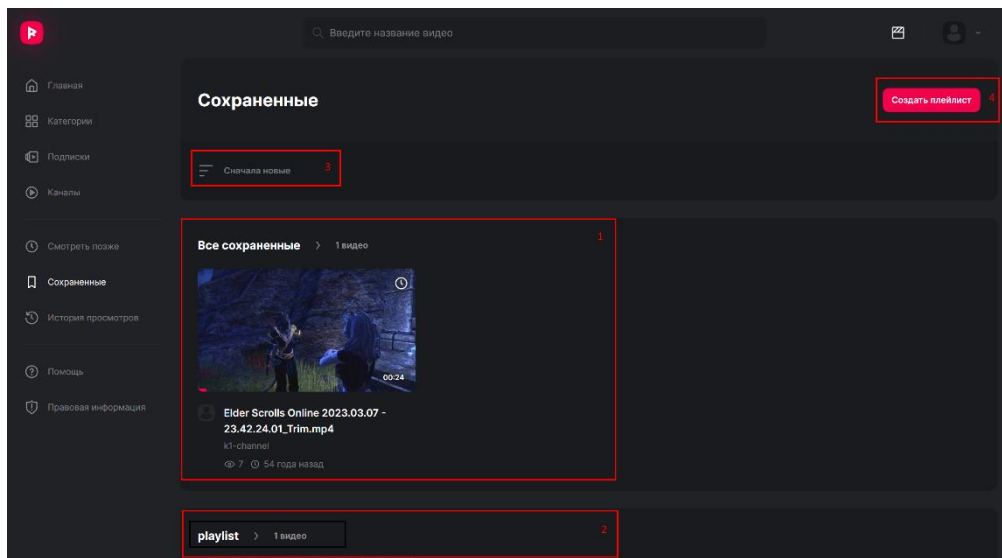 Введите название видео
Главная
Категории
Подписки
Каналы
Смотреть позже
Сохраненные
История просмотров
Помощь
Правовая информация
Сохраненные
Создать плейлист 4
Сначала новые 3
Все сохраненные > 1 видео 1
00:24
Elder Scrolls Online 2023.03.07 -
23.42.24.01_Trim.mp4
k1-channel
7 54 года назад
playlist > 1 видео 2